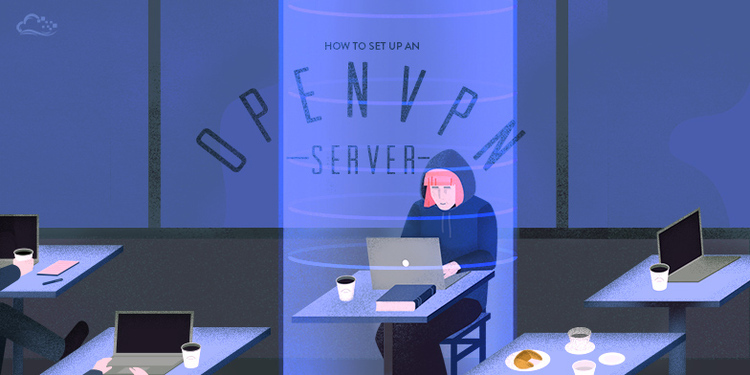 HOW TO SET UP AN
OPENVPN
SERVER